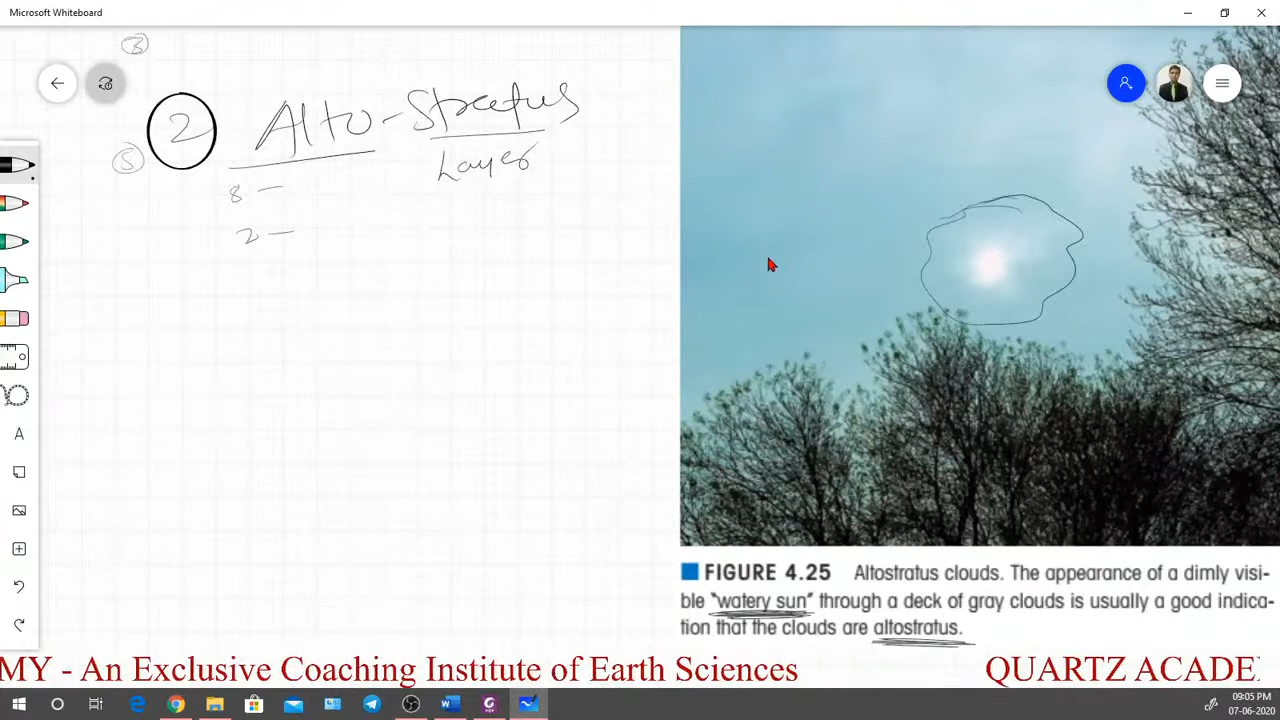 Microsoft Whiteboard
3
2 Alto-Stratus
5
Layer
8 —
2 —
A
FIGURE 4.25 Altostratus clouds. The appearance of a dimly visi-
ble "watery sun" through a deck of gray clouds is usually a good indica-
tion that the clouds are altostratus.
MY - An Exclusive Coaching Institute of Earth Sciences QUARTZ ACADE
09:05 PM
07-06-2020